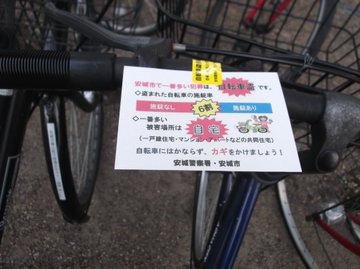 安城市で一番多い犯罪は、自転車盗です。
◇盗まれた自転車の施錠率
施錠なし 6割 施錠あり
◇一番多い
被害場所は 自宅
(一戸建住宅・マンション・アパートなどの共同住宅)
自転車にはかならず、カギをかけましょう!
安城警察署・安城市